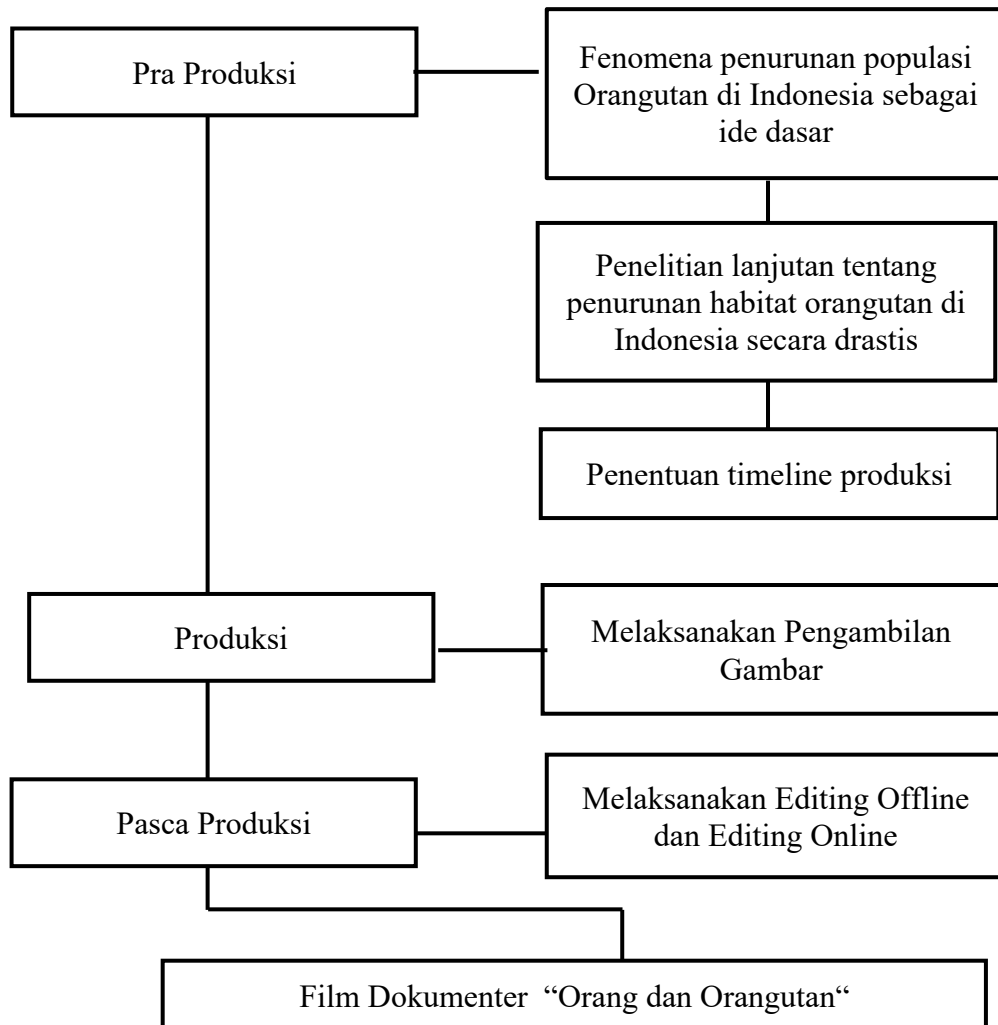 Pra Produksi
Fenomena penurunan populasi
Orangutan di Indonesia sebagai
ide dasar
Penelitian lanjutan tentang
penurunan habitat orangutan di
Indonesia secara drastis
Penentuan timeline produksi
Produksi
Melaksanakan Pengambilan
Gambar
Pasca Produksi
Melaksanakan Editing Offline
dan Editing Online
Film Dokumenter “Orang dan Orangutan“